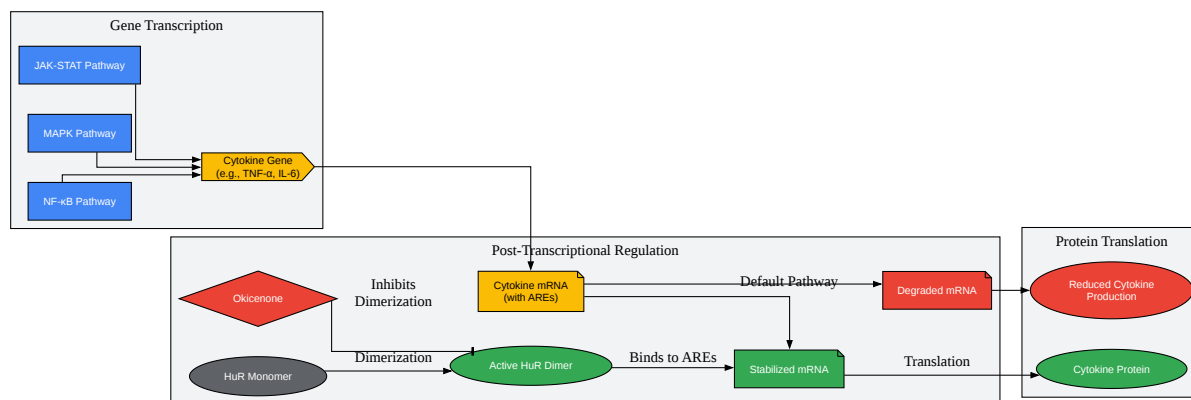 Gene Transcription
JAK-STAT Pathway
MAPK Pathway
Cytokine Gene
(e.g., TNF-α, IL-6)
NF-κB Pathway
Post-Transcriptional Regulation
Okicenone
Inhibits
Dimerization
Cytokine mRNA
(with AREs)
Default Pathway
Degraded mRNA
HuR Monomer
Dimerization
Active HuR Dimer
Binds to AREs
Stabilized mRNA
Translation
Protein Translation
Reduced Cytokine
Production
Cytokine Protein